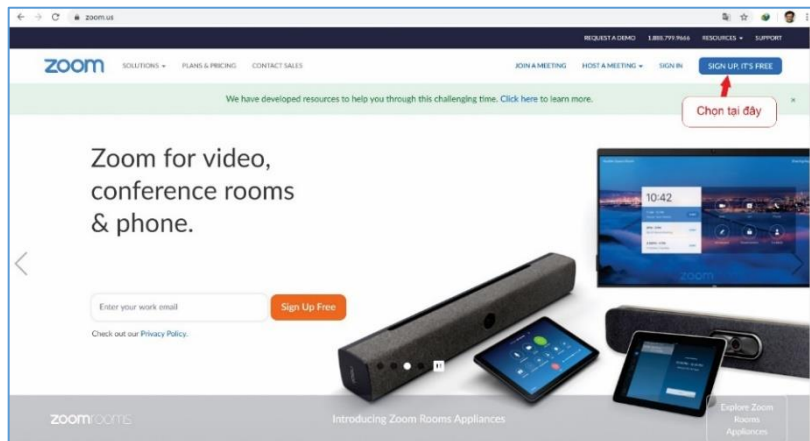 zoom.us
REQUEST A DEMO 1.888.799.9666 RESOURCES SUPPORT
zoom SOLUTIONS PLANS & PRICING CONTACT SALES JOIN A MEETING HOST A MEETING SIGN IN SIGN UP, IT'S FREE
We have developed resources to help you through this challenging time. Click here to learn more.
Chọn tại đây
Zoom for video,
conference rooms
& phone.
10:42
zoom
Enter your work email Sign Up Free
Check out our Privacy Policy.
zoomrooms Introducing Zoom Rooms Appliances
Explore Zoom
Rooms
Appliances